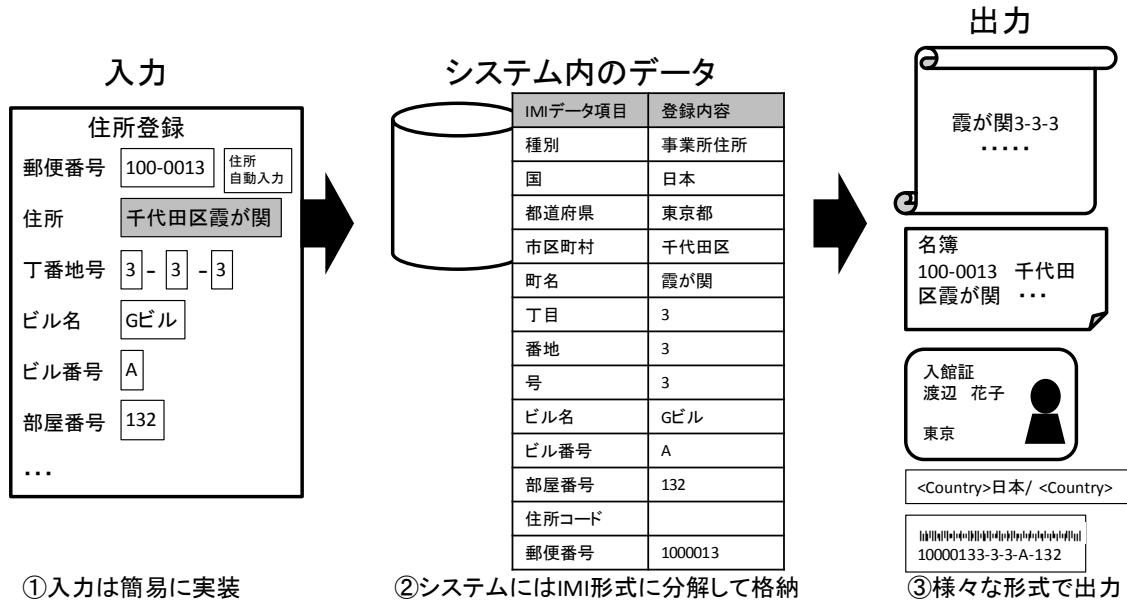 入力
住所登録
郵便番号 100-0013 住所
自動入力
住所 千代田区霞が関
丁番地号 3 - 3 - 3
ビル名 Gビル
ビル番号 A
部屋番号 132
・・・
①入力は簡易に実装
システム内のデータ
IMIデータ項目 登録内容
種別 事業所住所
国 日本
都道府県 東京都
市区町村 千代田区
町名 霞が関
丁目 3
番地 3
号 3
ビル名 Gビル
ビル番号 A
部屋番号 132
住所コード
郵便番号 1000013
②システムにはIMI形式に分解して格納
出力
霞が関3-3-3
・・・・・
名簿
100-0013 千代田
区霞が関 ・・・
入館証
渡辺 花子
東京
<Country>日本/ <Country>
10000133-3-3-A-132
③様々な形式で出力